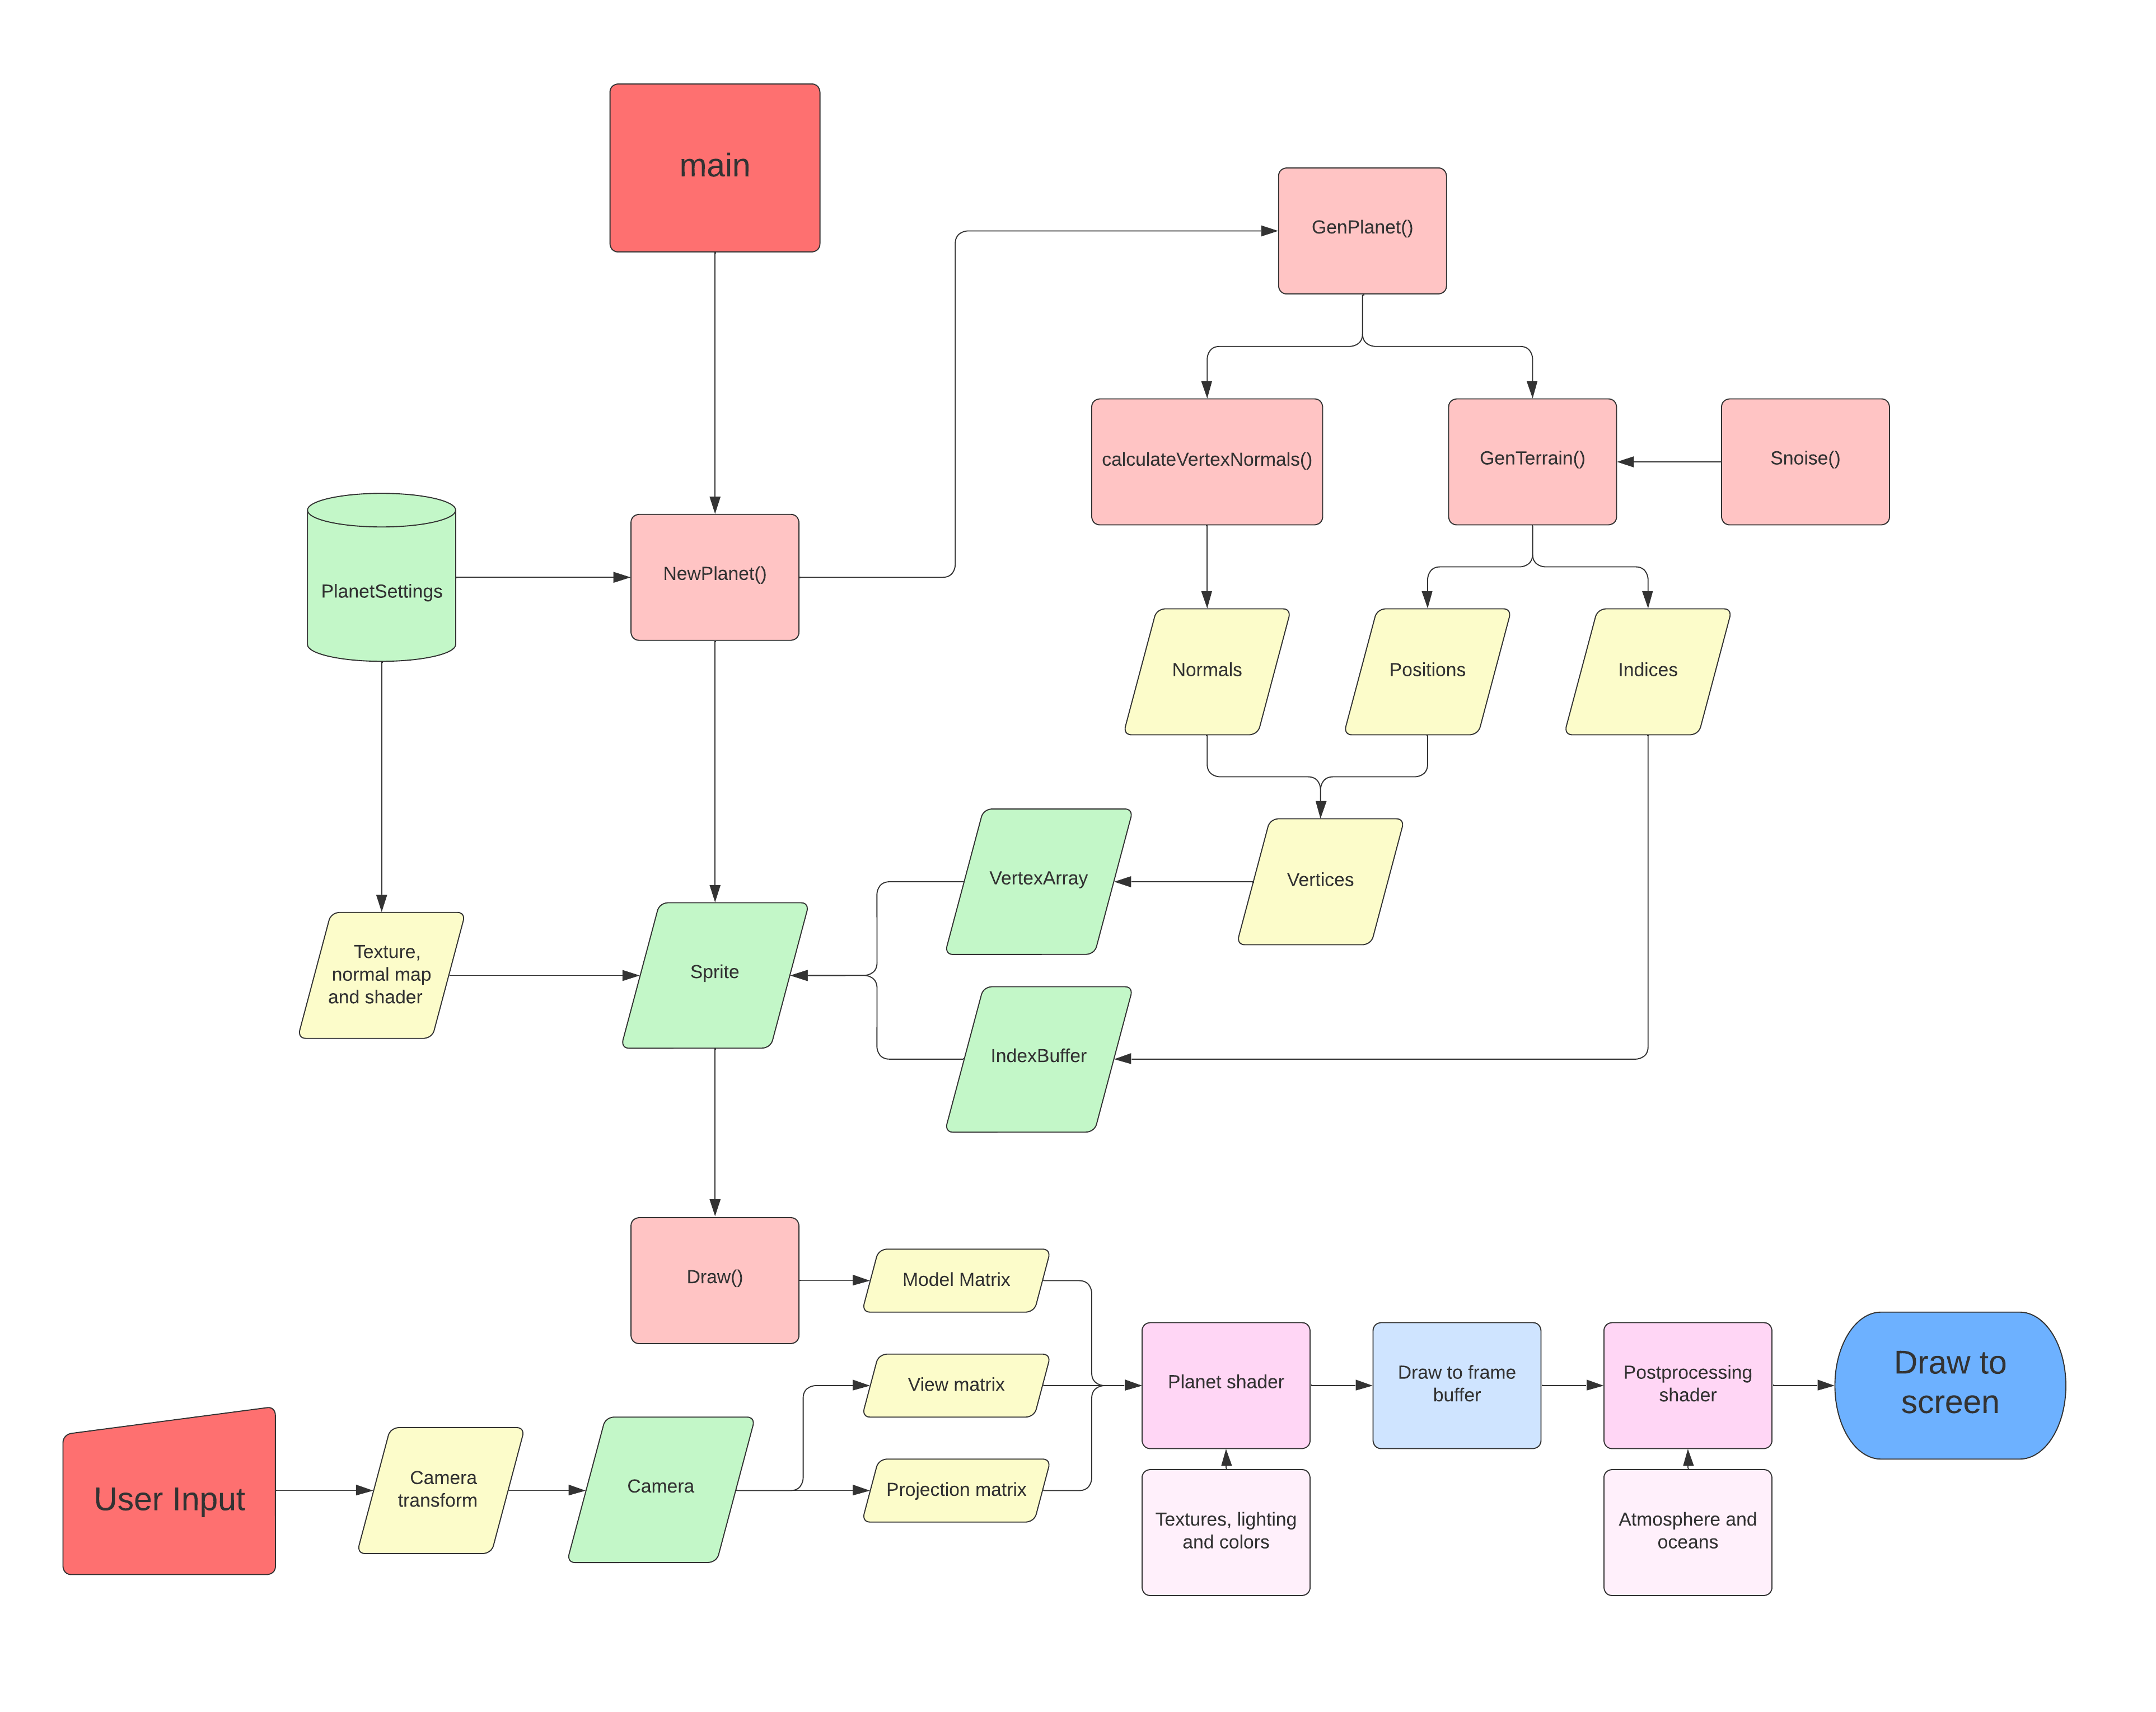 main
GenPlanet()
calculateVertexNormals()
GenTerrain()
Snoise()
PlanetSettings
NewPlanet()
Normals
Positions
Indices
VertexArray
Vertices
Texture,
normal map
and shader
Sprite
IndexBuffer
Draw()
Model Matrix
View matrix
Projection matrix
Planet shader
Draw to frame
buffer
Postprocessing
shader
Draw to
screen
User Input
Camera
transform
Camera
Textures, lighting
and colors
Atmosphere and
oceans